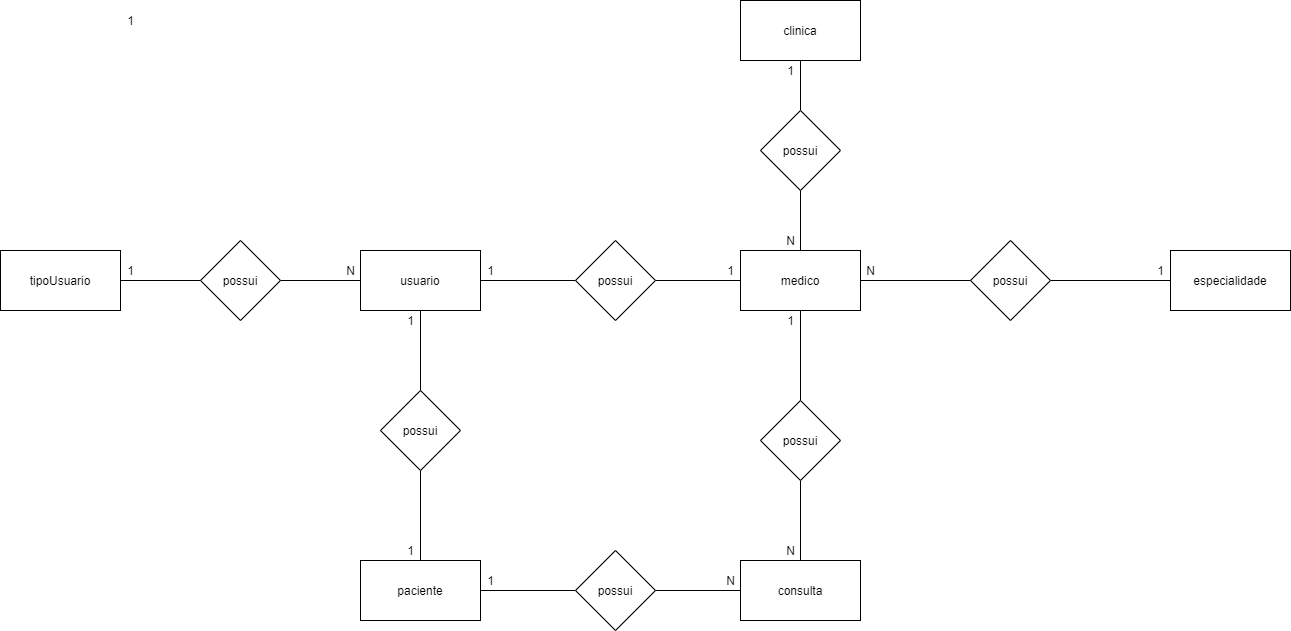 1
clinica
1
possui
N
tipoUsuario
1
possui
N
usuario
1
possui
1
medico
N
possui
1
especialidade
1
1
possui
possui
1
N
paciente
1
possui
N
consulta